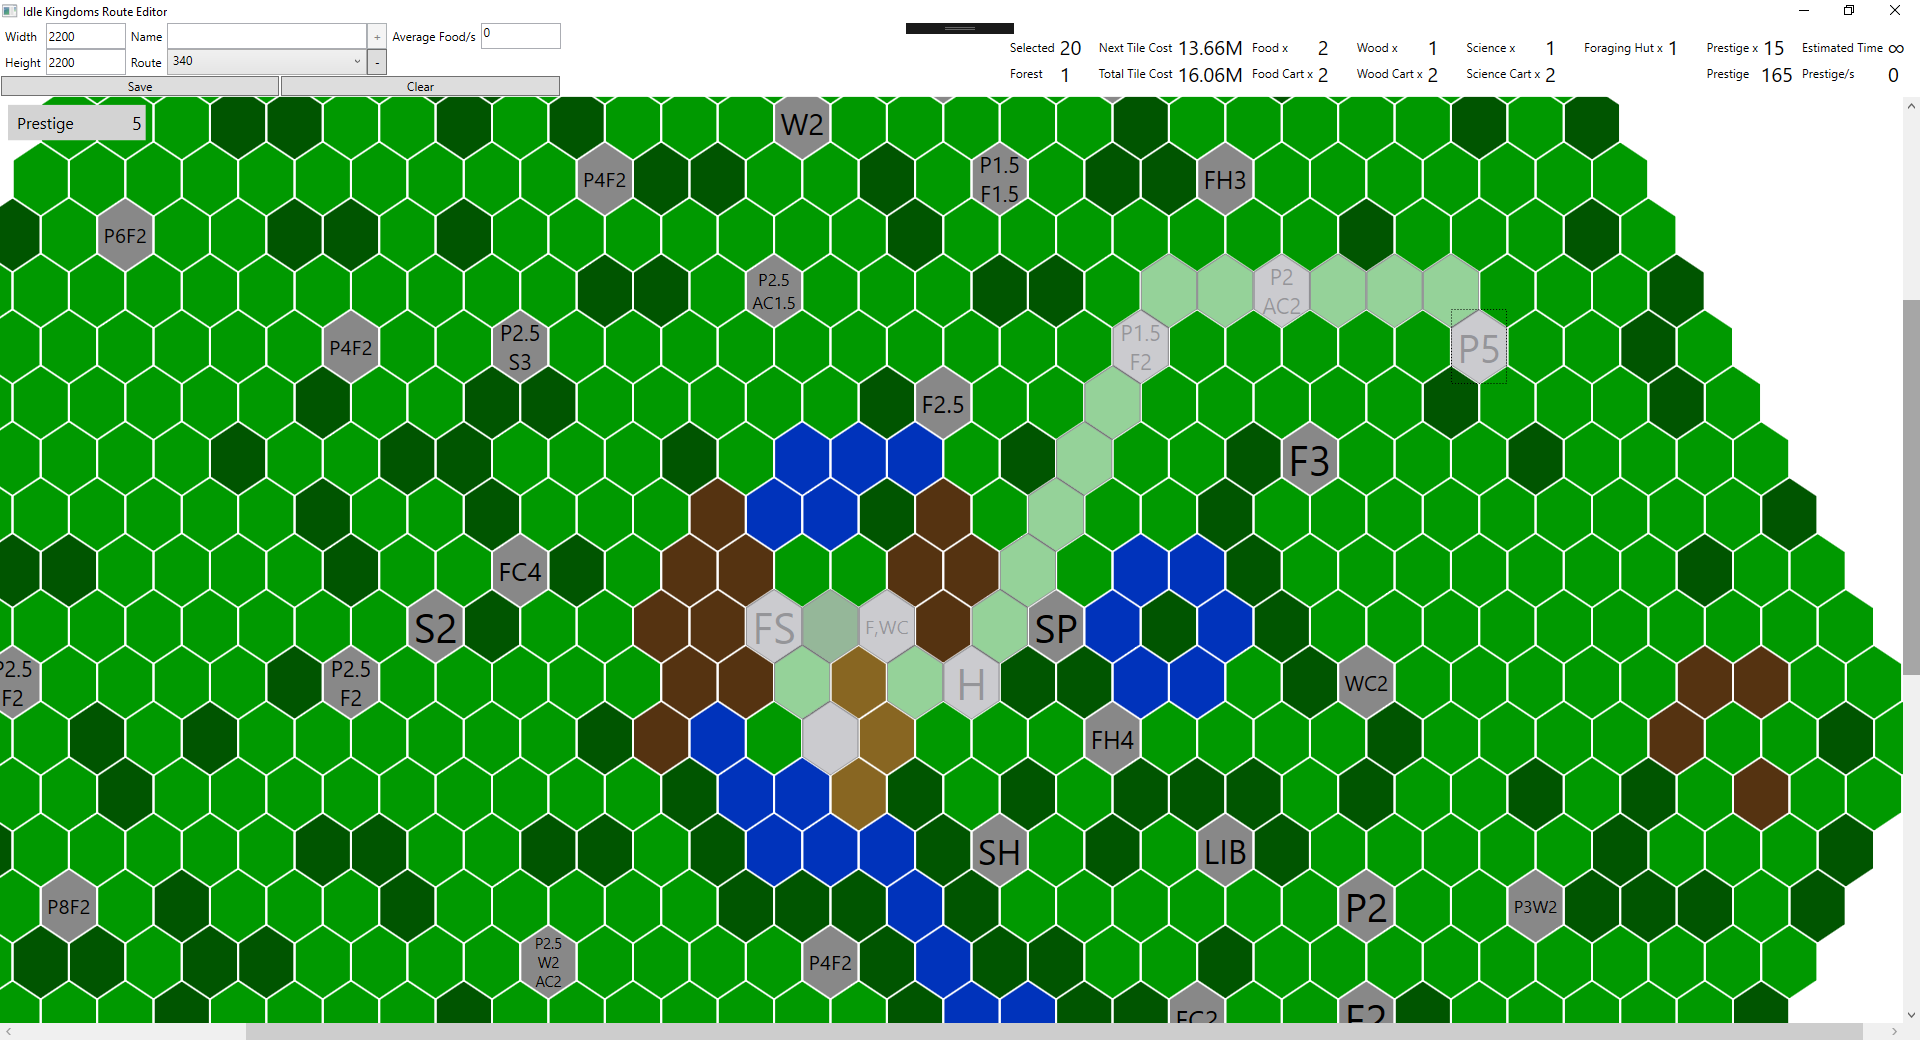 Idle Kingdoms Route Editor
Width 2200 Name + Average Food/s 0
Height 2200 Route 340 -
Save Clear
Selected 20 Next Tile Cost 13.66M Food x 2 Wood x 1 Science x 1 Foraging Hut x 1 Prestige x 15 Estimated Time ∞
Forest 1 Total Tile Cost 16.06M Food Cart x 2 Wood Cart x 2 Science Cart x 2 Prestige 165 Prestige/s 0
Prestige 5
W2
P4F2
P1.5
F1.5
FH3
P6F2
P2.5
AC1.5
P2
AC2
P4F2
P2.5
S3
P1.5
F2
P5
F2.5
F3
FC4
S2
FS
F,WC
SP
P2.5
F2
P2.5
F2
H
WC2
FH4
SH
LIB
P8F2
P2
P3W2
P2.5
W2
AC2
P4F2
FC2
F2